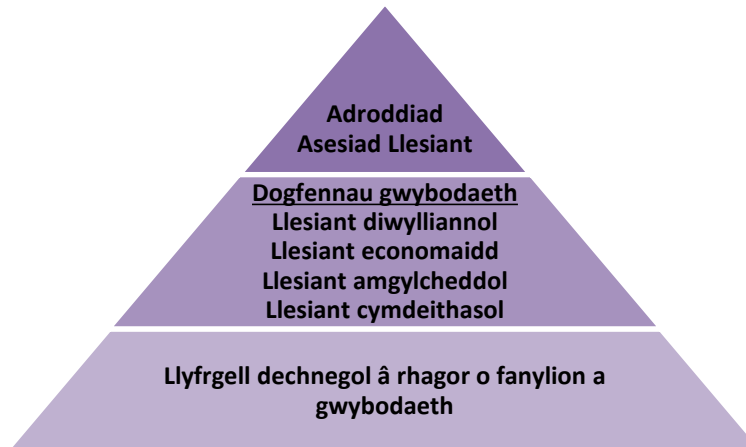 Adroddiad
Asesiad Llesiant
Dogfennau gwybodaeth
Llesiant diwylliannol
Llesiant economaidd
Llesiant amgylcheddol
Llesiant cymdeithasol
Llyfrgell dechnegol â rhagor o fanylion a
gwybodaeth